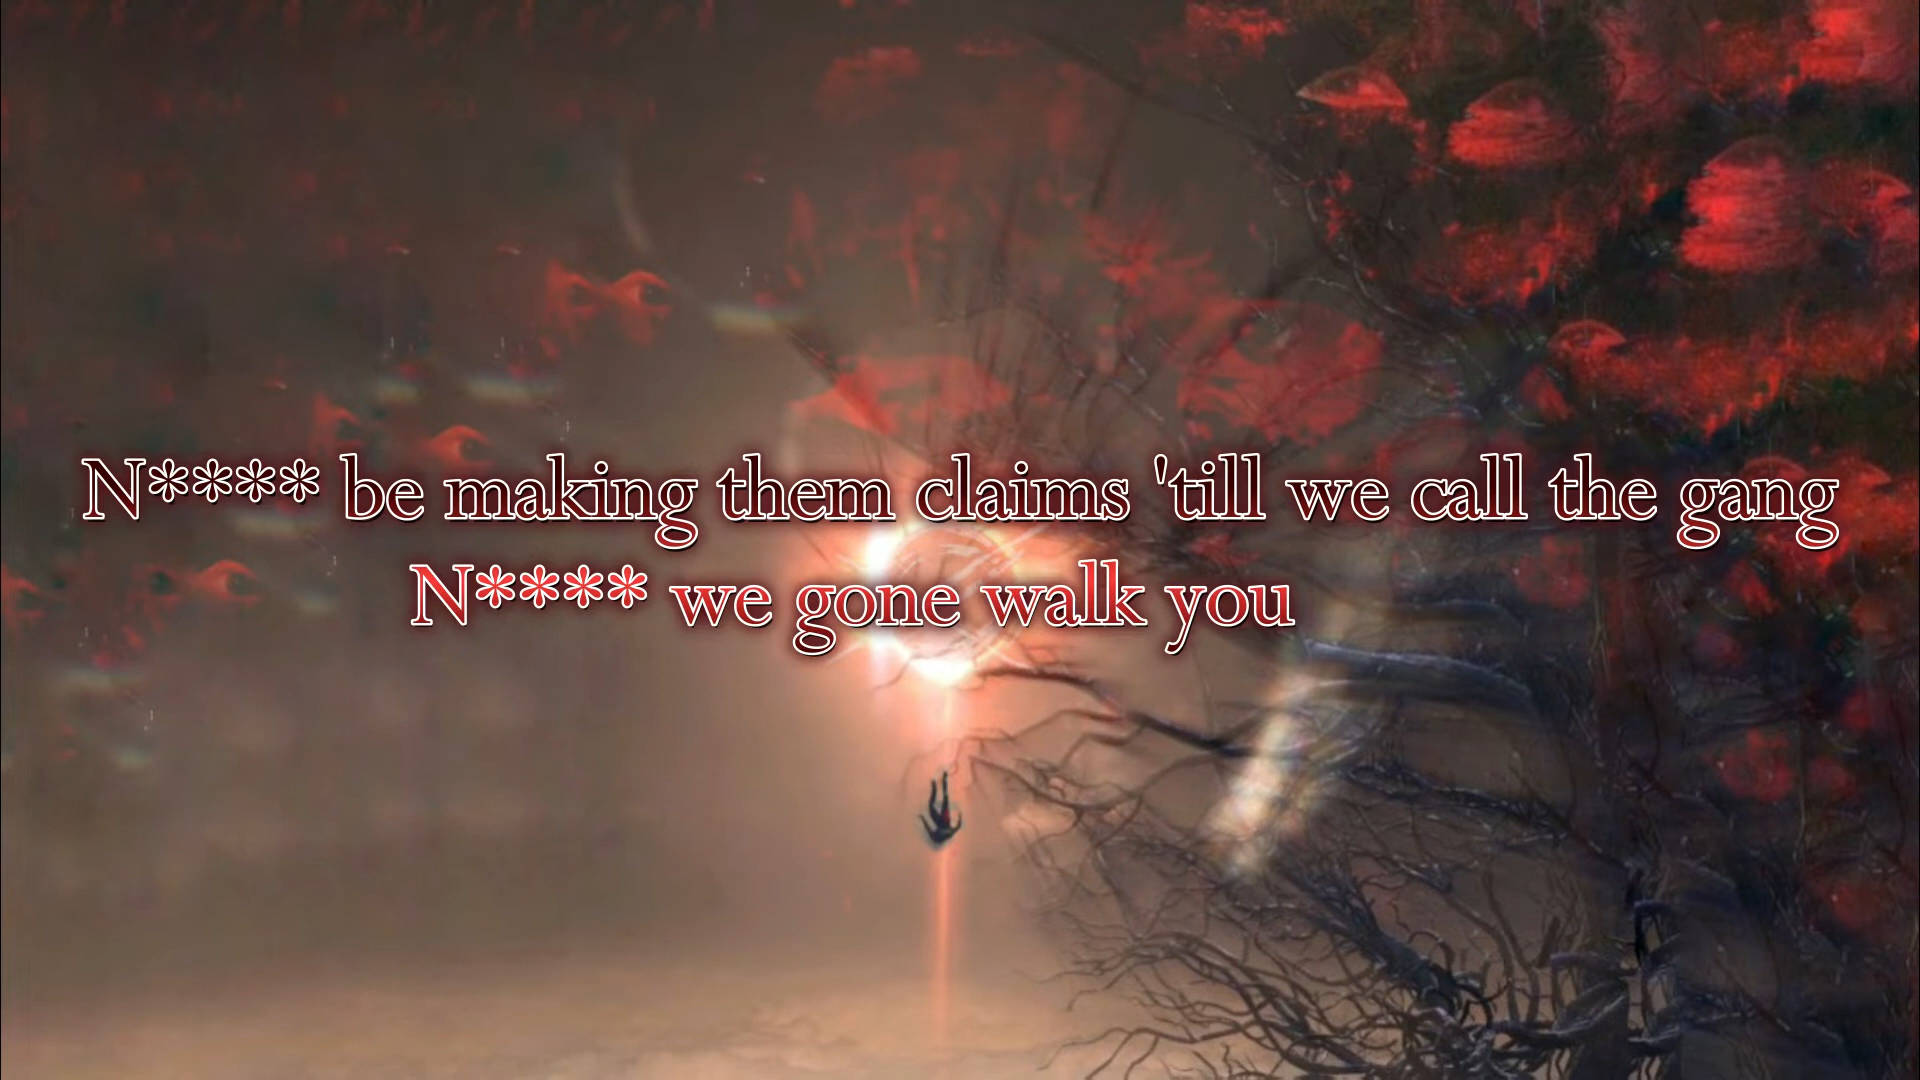 N**** be making them claims 'till we call the gang
N**** we gone walk you